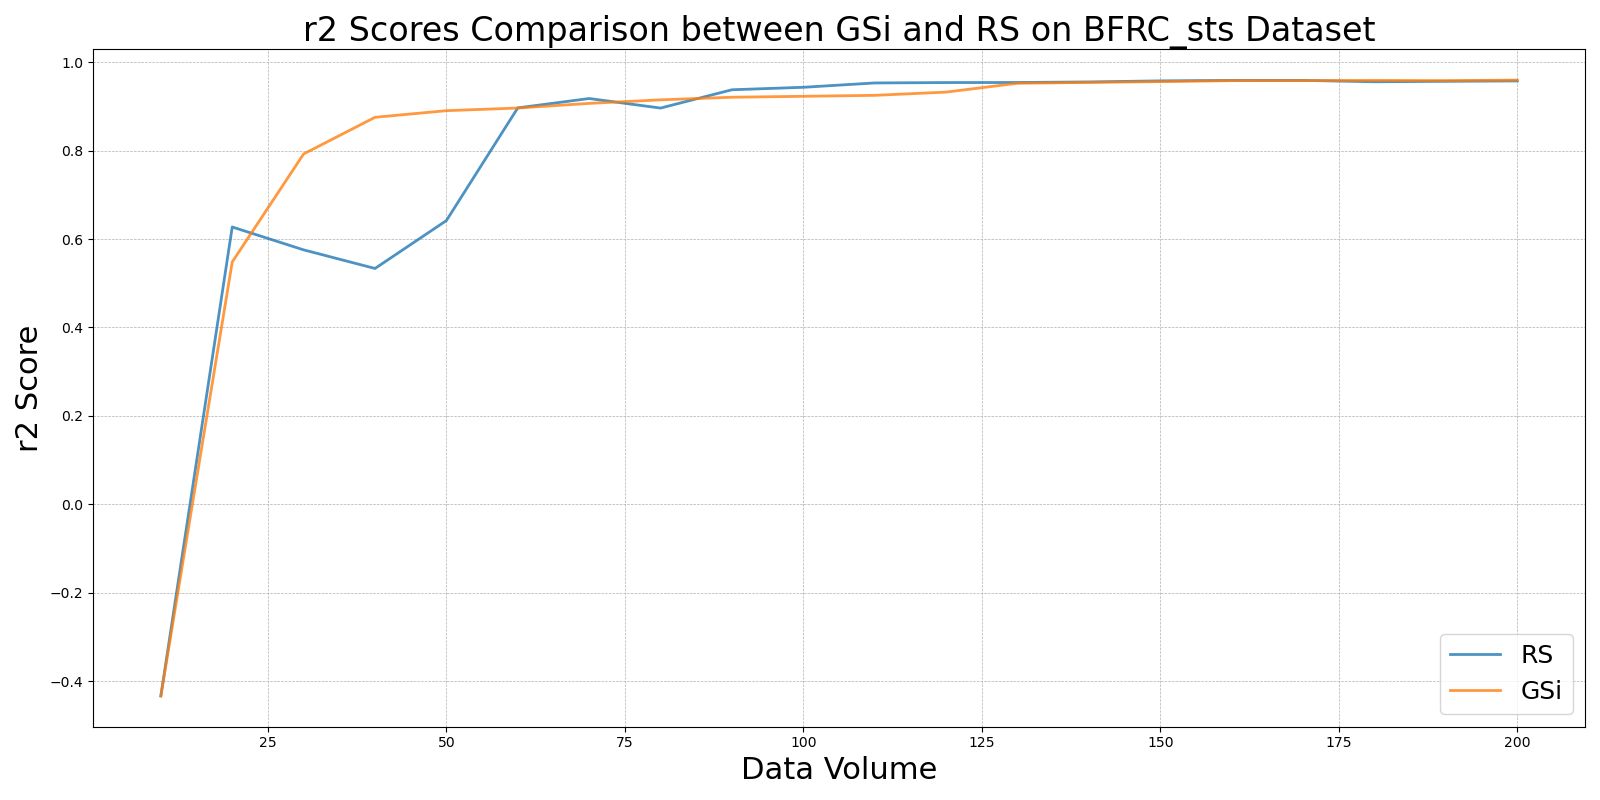 r2 Scores Comparison between GSi and RS on BFRC_sts Dataset
1.0
0.8
0.6
0.4
0.2
0.0
−0.2
−0.4
r2 Score
25 50 75 100 125 150 175 200
Data Volume
RS
GSi